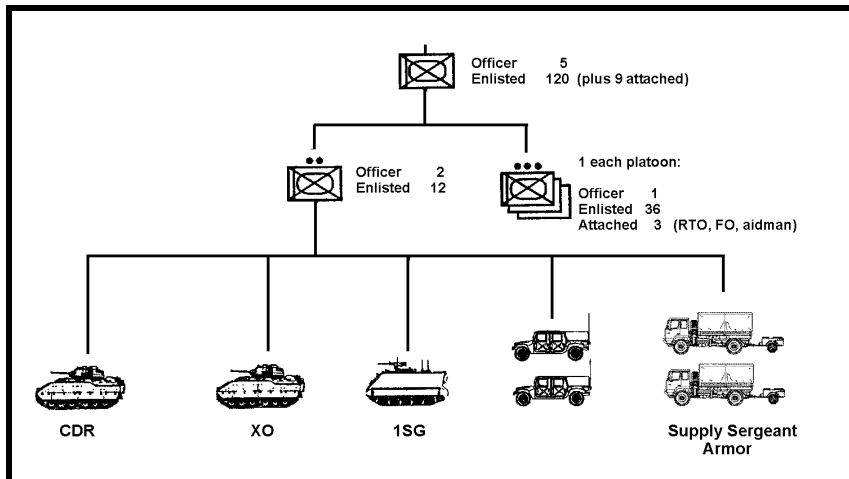 Officer 5
Enlisted 120 (plus 9 attached)
Officer 2
Enlisted 12
1 each platoon:
Officer 1
Enlisted 36
Attached 3 (RTO, FO, aidman)
CDR
XO
1SG
Supply Sergeant
Armor